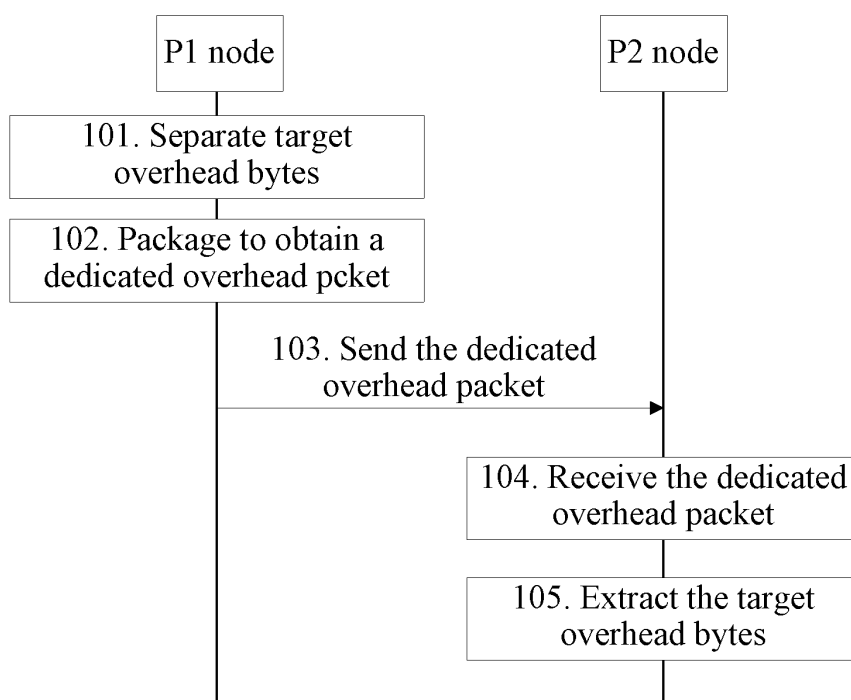 P1 node
P2 node
101. Separate target
overhead bytes
102. Package to obtain a
dedicated overhead pcket
103. Send the dedicated
overhead packet
104. Receive the dedicated
overhead packet
105. Extract the target
overhead bytes